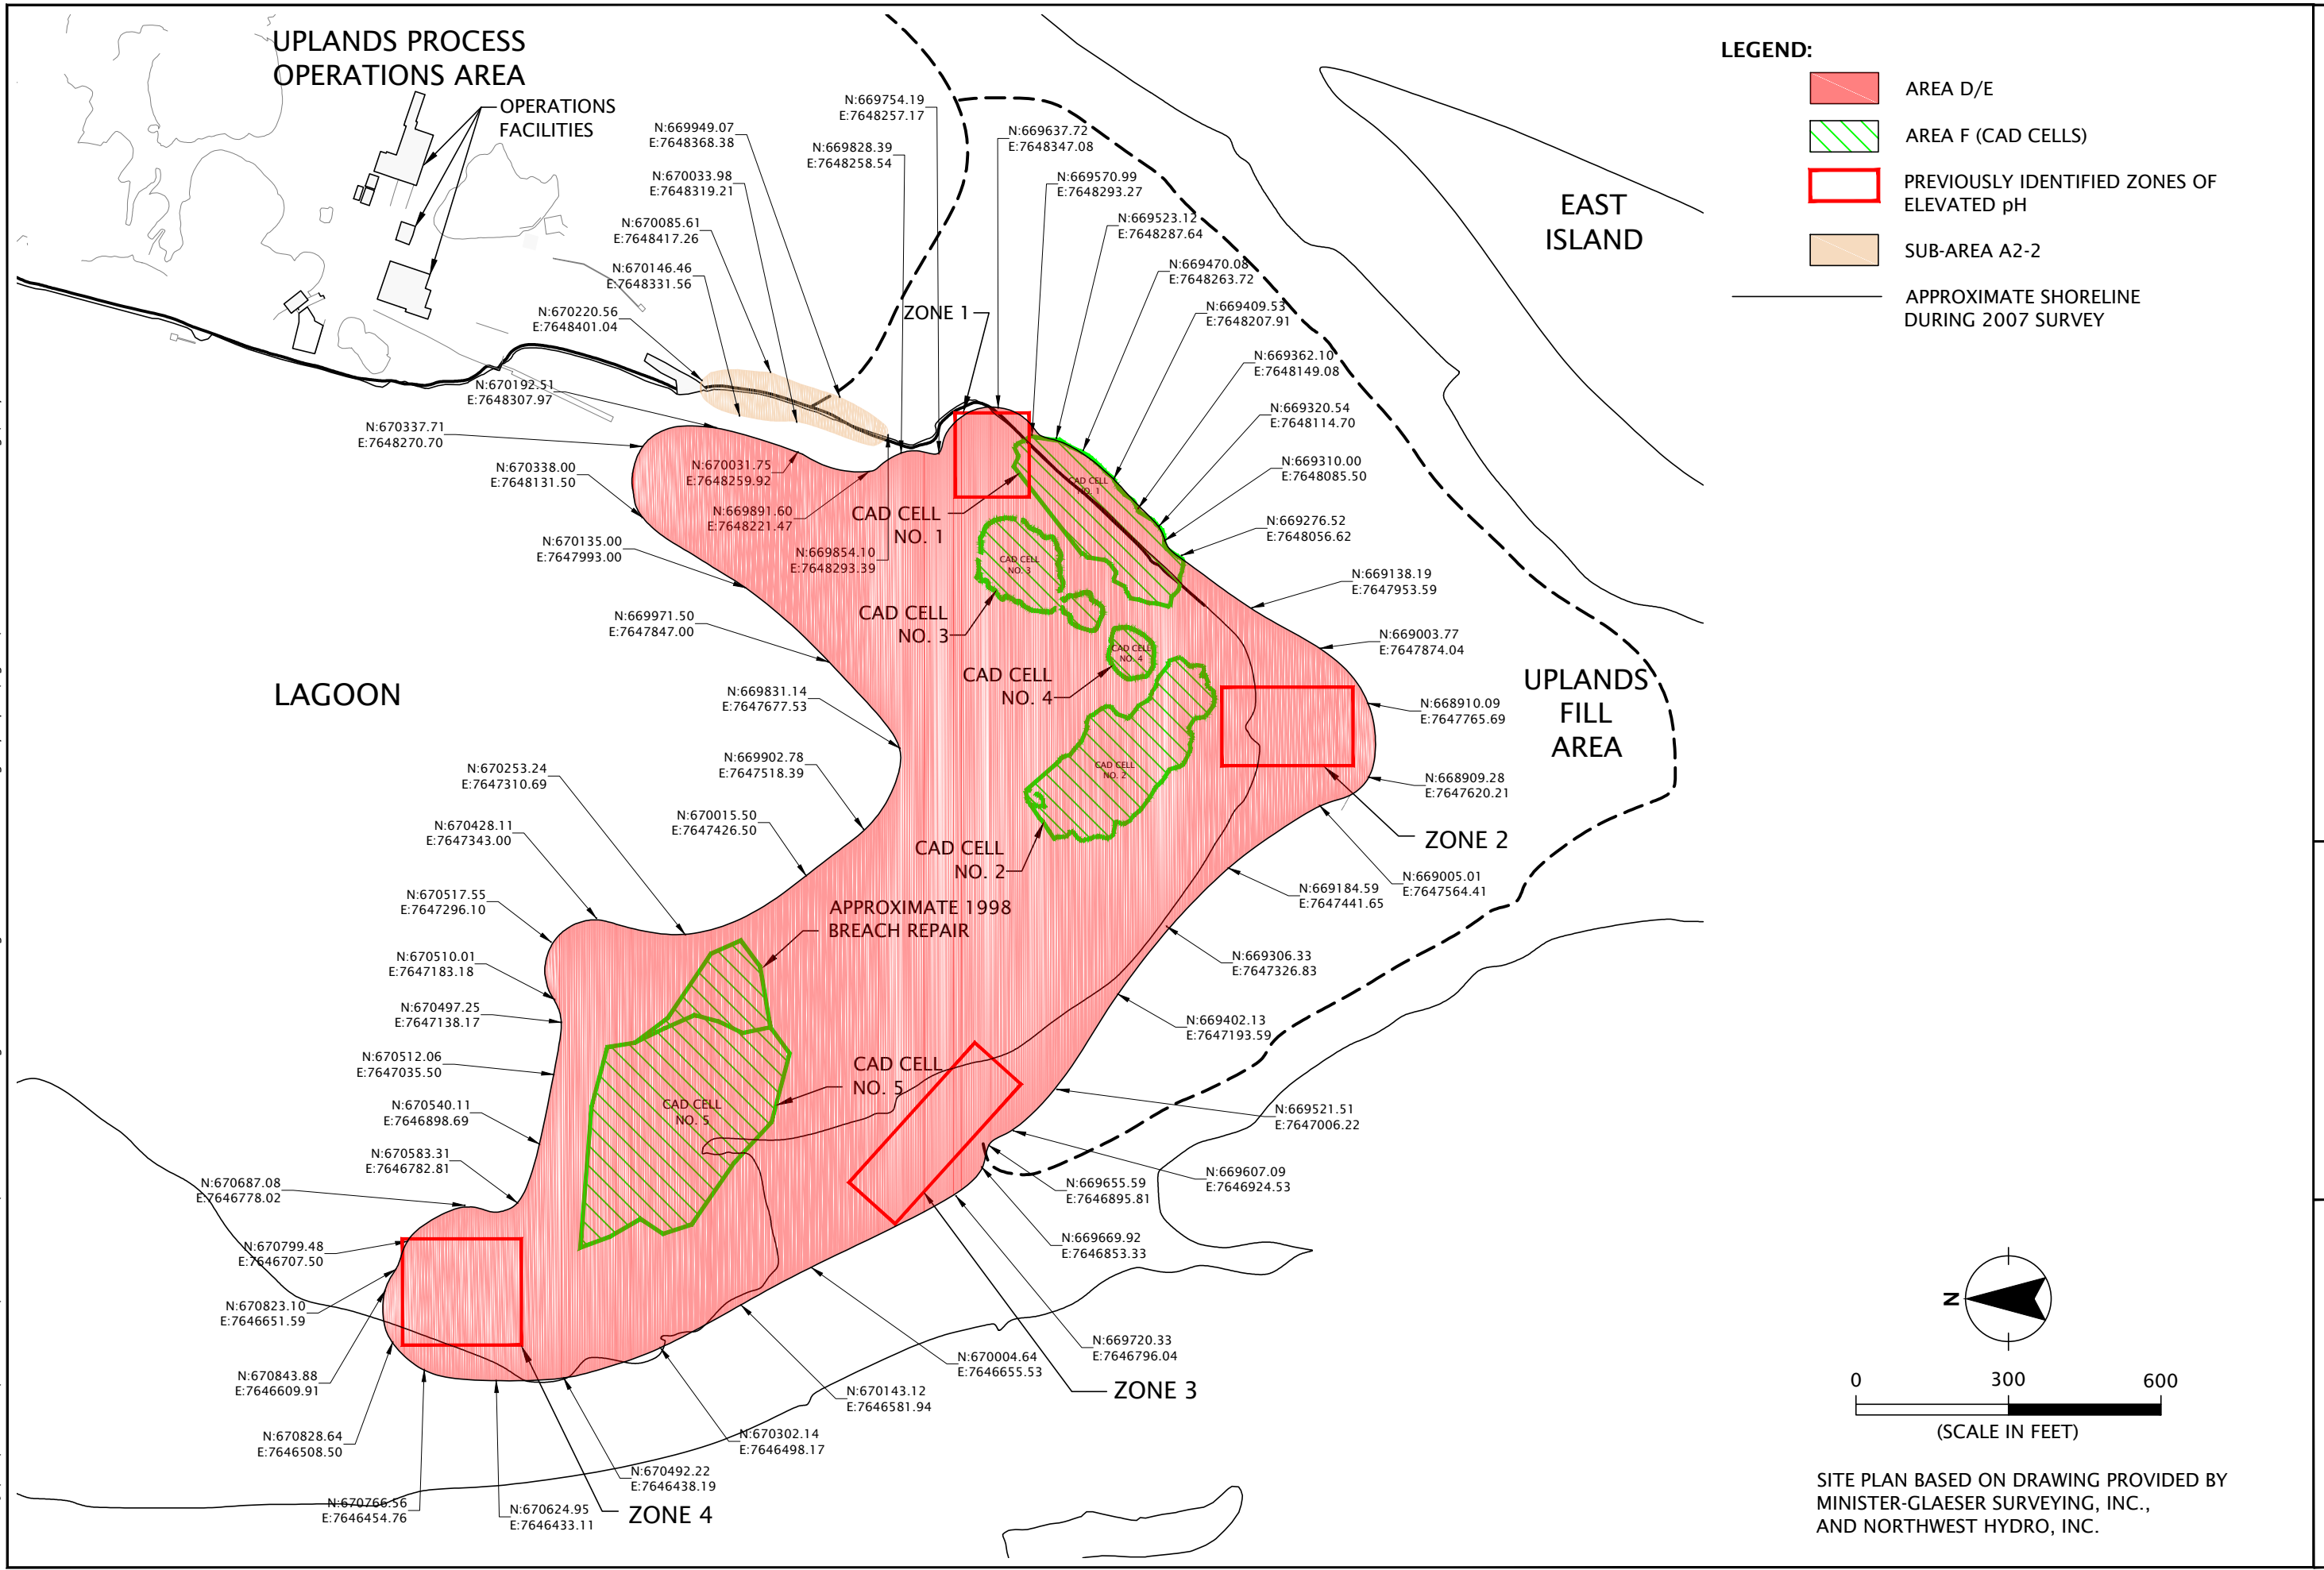 UPLANDS PROCESS
OPERATIONS AREA
OPERATIONS
FACILITIES
N:669949.07
E:7648368.38
N:670033.98
E:7648319.21
N:670085.61
E:7648417.26
N:670146.46
E:7648331.56
N:670220.56
E:7648401.04
N:670192.51
E:7648307.97
N:670337.71
E:7648270.70
N:670338.00
E:7648131.50
N:670135.00
E:7647993.00
N:669971.50
E:7647847.00
N:669831.14
E:7647677.53
N:669902.78
E:7647518.39
N:670015.50
E:7647426.50
N:670253.24
E:7647310.69
N:670428.11
E:7647343.00
N:670517.55
E:7647296.10
N:670510.01
E:7647183.18
N:670497.25
E:7647138.17
N:670512.06
E:7647035.50
N:670540.11
E:7646898.69
N:670583.31
E:7646782.81
N:670687.08
E:7646778.02
N:670799.48
E:7646707.50
N:670823.10
E:7646651.59
N:670843.88
E:7646609.91
N:670828.64
E:7646508.50
N:670766.56
E:7646454.76
N:670624.95
E:7646433.11
N:670492.22
E:7646438.19
N:670302.14
E:7646498.17
N:670143.12
E:7646581.94
N:670004.64
E:7646655.53
N:669720.33
E:7646796.04
N:669669.92
E:7646853.33
N:669655.59
E:7646895.81
N:669607.09
E:7646924.53
N:669521.51
E:7647006.22
N:669402.13
E:7647193.59
N:669306.33
E:7647326.83
N:669184.59
E:7647441.65
N:669005.01
E:7647564.41
N:668909.28
E:7647620.21
N:668910.09
E:7647765.69
N:669003.77
E:7647874.04
N:669138.19
E:7647953.59
N:669276.52
E:7648056.62
N:669310.00
E:7648085.50
N:669320.54
E:7648114.70
N:669362.10
E:7648149.08
N:669409.53
E:7648207.91
N:669470.08
E:7648263.72
N:669523.12
E:7648287.64
N:669570.99
E:7648293.27
N:669637.72
E:7648347.08
N:669754.19
E:7648257.17
N:669828.39
E:7648258.54
N:670031.75
E:7648259.92
N:669891.60
E:7648221.47
N:669854.10
E:7648293.39
ZONE 1
CAD CELL
NO. 1
CAD CELL
NO. 1
CAD CELL
NO. 3
CAD CELL
NO. 3
CAD CELL
NO. 4
CAD CELL
NO. 4
CAD CELL
NO. 2
CAD CELL
NO. 2
APPROXIMATE 1998
BREACH REPAIR
CAD CELL
NO. 5
CAD CELL
NO. 5
ZONE 2
ZONE 3
ZONE 4
LAGOON
EAST
ISLAND
UPLANDS
FILL
AREA
LEGEND:
AREA D/E
AREA F (CAD CELLS)
PREVIOUSLY IDENTIFIED ZONES OF
ELEVATED pH
SUB-AREA A2-2
APPROXIMATE SHORELINE
DURING 2007 SURVEY
N
0 300 600
(SCALE IN FEET)
SITE PLAN BASED ON DRAWING PROVIDED BY
MINISTER-GLAESER SURVEYING, INC.,
AND NORTHWEST HYDRO, INC.